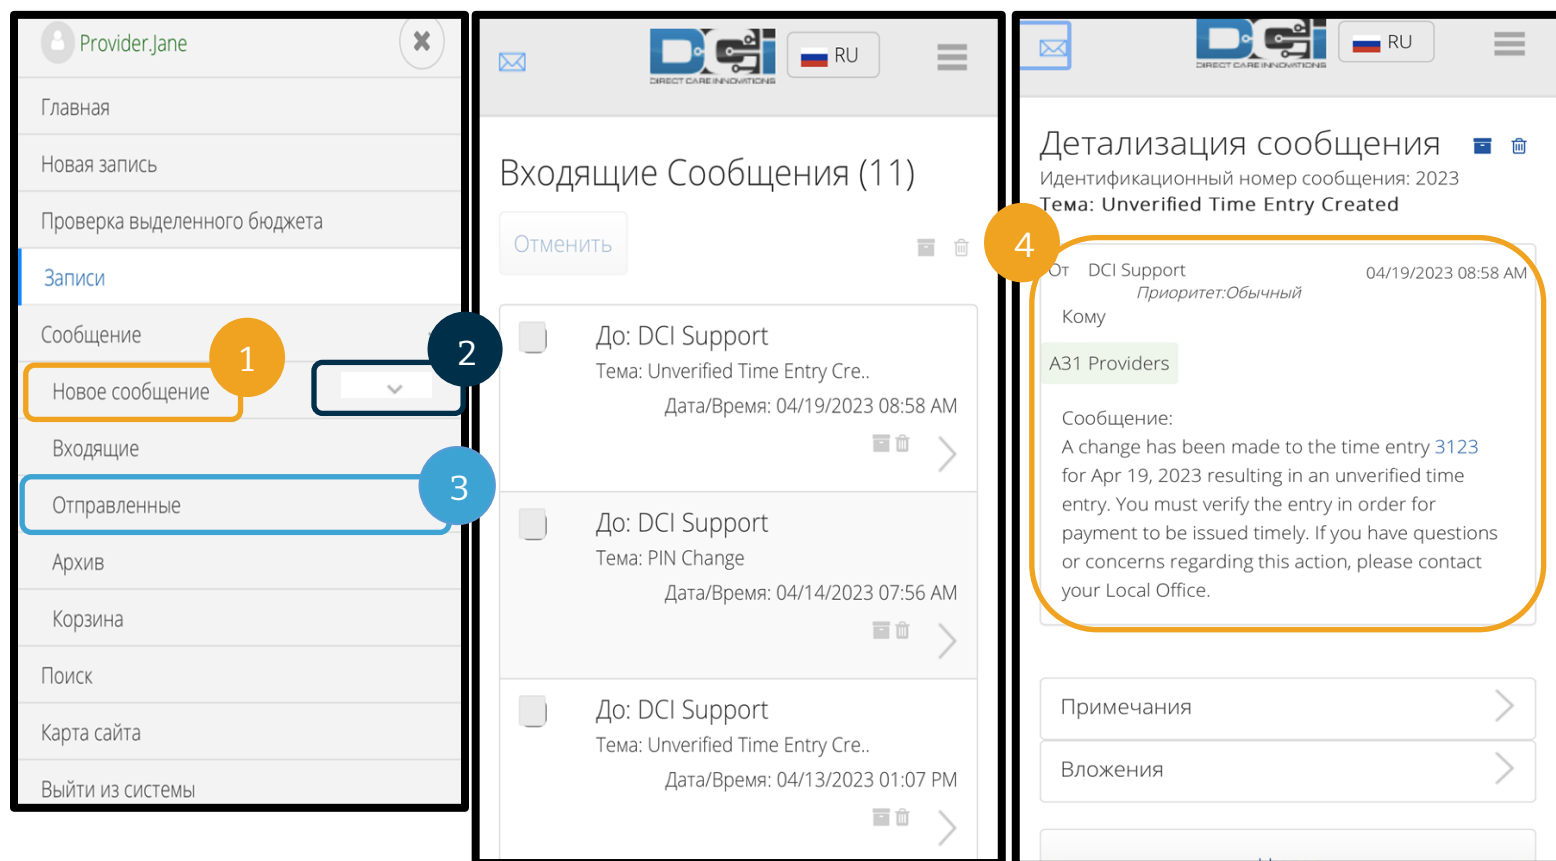 Provider.Jane
Главная
Новая запись
Проверка выделенного бюджета
Записи
Сообщение
1
2
Новое сообщение
Входящие
3
Отправленные
Архив
Корзина
Поиск
Карта сайта
Выйти из системы
DCI
DIRECT CARE INNOVATIONS
RU
Входящие Сообщения (11)
Отменить
До: DCI Support
Тема: Unverified Time Entry Cre..
Дата/Время: 04/19/2023 08:58 AM
До: DCI Support
Тема: PIN Change
Дата/Время: 04/14/2023 07:56 AM
До: DCI Support
Тема: Unverified Time Entry Cre..
Дата/Время: 04/13/2023 01:07 PM
DCI
DIRECT CARE INNOVATIONS
RU
Детализация сообщения
Идентификационный номер сообщения: 2023
Тема: Unverified Time Entry Created
4
От DCI Support 04/19/2023 08:58 AM
Приоритет:Обычный
Кому
A31 Providers
Сообщение:
A change has been made to the time entry 3123
for Apr 19, 2023 resulting in an unverified time
entry. You must verify the entry in order for
payment to be issued timely. If you have questions
or concerns regarding this action, please contact
your Local Office.
Примечания
Вложения